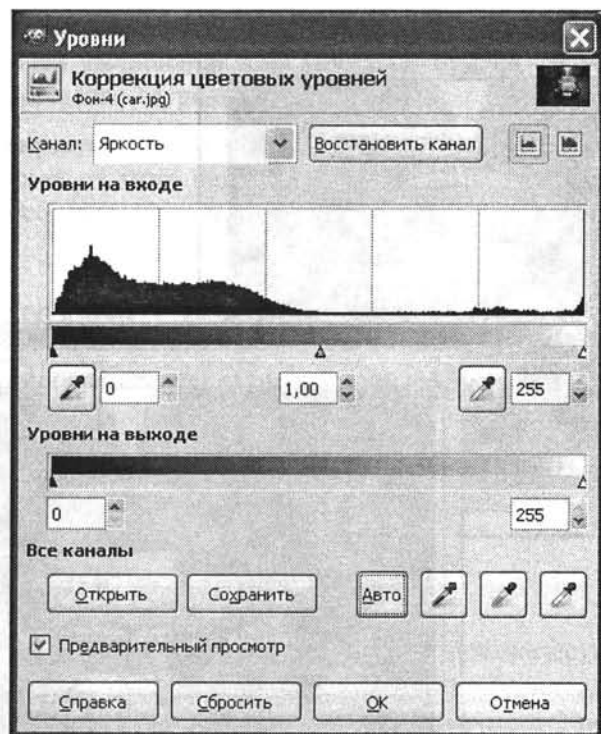 Уровни
Коррекция цветовых уровней
Фон-4 (car.jpg)
Канал: Яркость Восстановить канал
Уровни на входе
0 1,00 255
Уровни на выходе
0 255
Все каналы
Открыть Сохранить Авто
Предварительный просмотр
Справка Сбросить OK Отмена